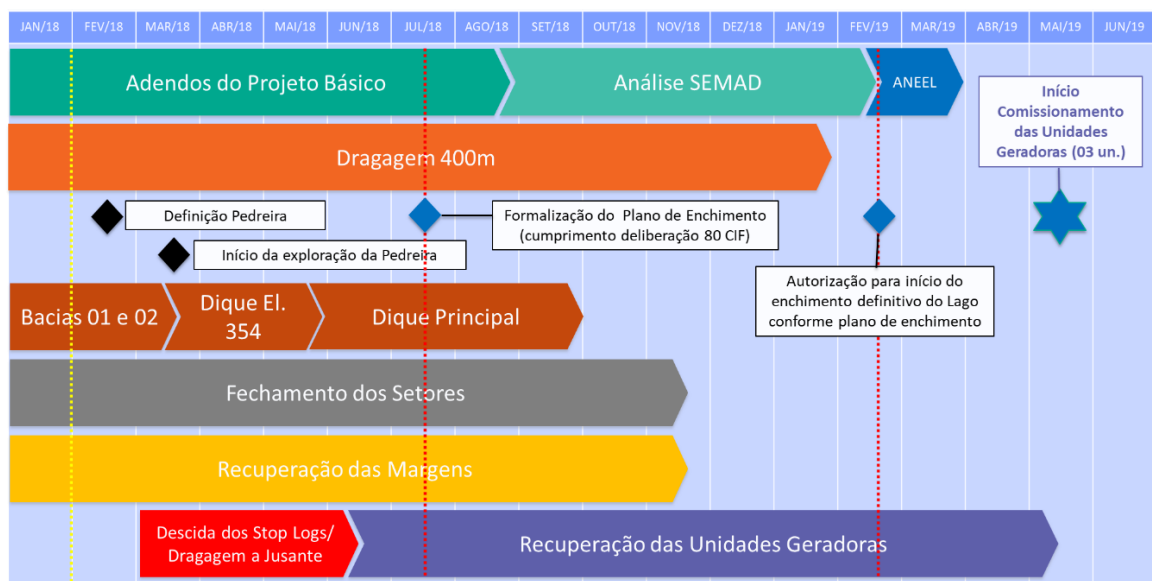 JAN/18 FEV/18 MAR/18 ABR/18 MAI/18 JUN/18 JUL/18 AGO/18 SET/18 OUT/18 NOV/18 DEZ/18 JAN/19 FEV/19 MAR/19 ABR/19 MAI/19 JUN/19
Adendos do Projeto Básico
Análise SEMAD
ANEEL
Início
Comissionamento
das Unidades
Geradoras (03 un.)
Dragagem 400m
Definição Pedreira
Início da exploração da Pedreira
Formalização do Plano de Enchimento
(cumprimento deliberação 80 CIF)
Autorização para início do
enchimento definitivo do Lago
conforme plano de enchimento
Bacias 01 e 02
Dique El.
354
Dique Principal
Fechamento dos Setores
Recuperação das Margens
Descida dos Stop Logs/
Dragagem a Jusante
Recuperação das Unidades Geradoras